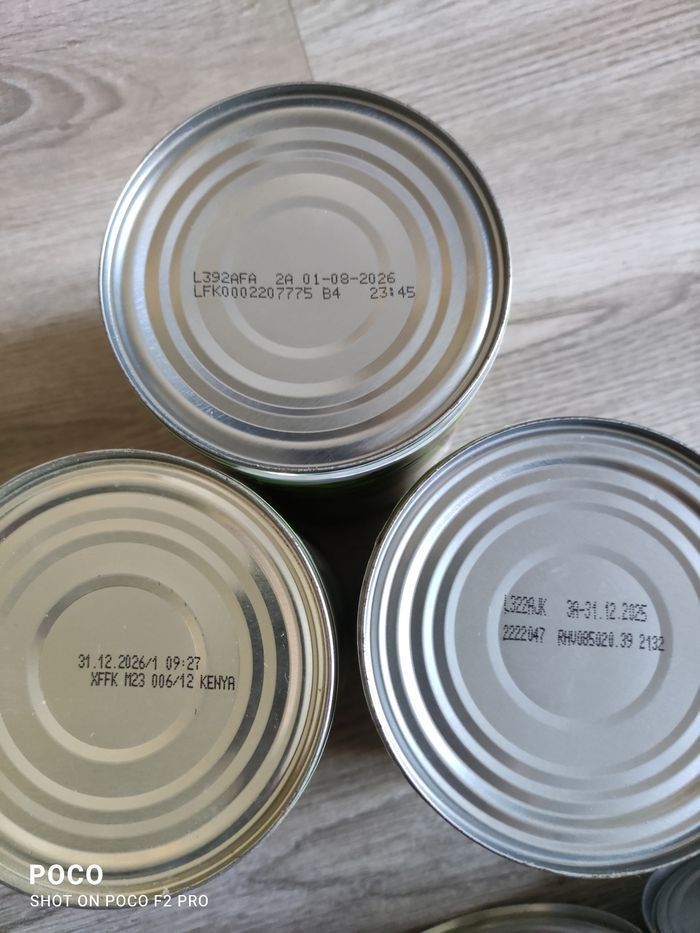 L392AFA 2A 01-08-2026
LFK0002207775 B4 23:45
31.12.2026/1 09:27
XFFK M23 006/12 KENYA
L322AJK 3A-31.12.2025
2222047 RHV085020.39 2132
POCO
SHOT ON POCO F2 PRO